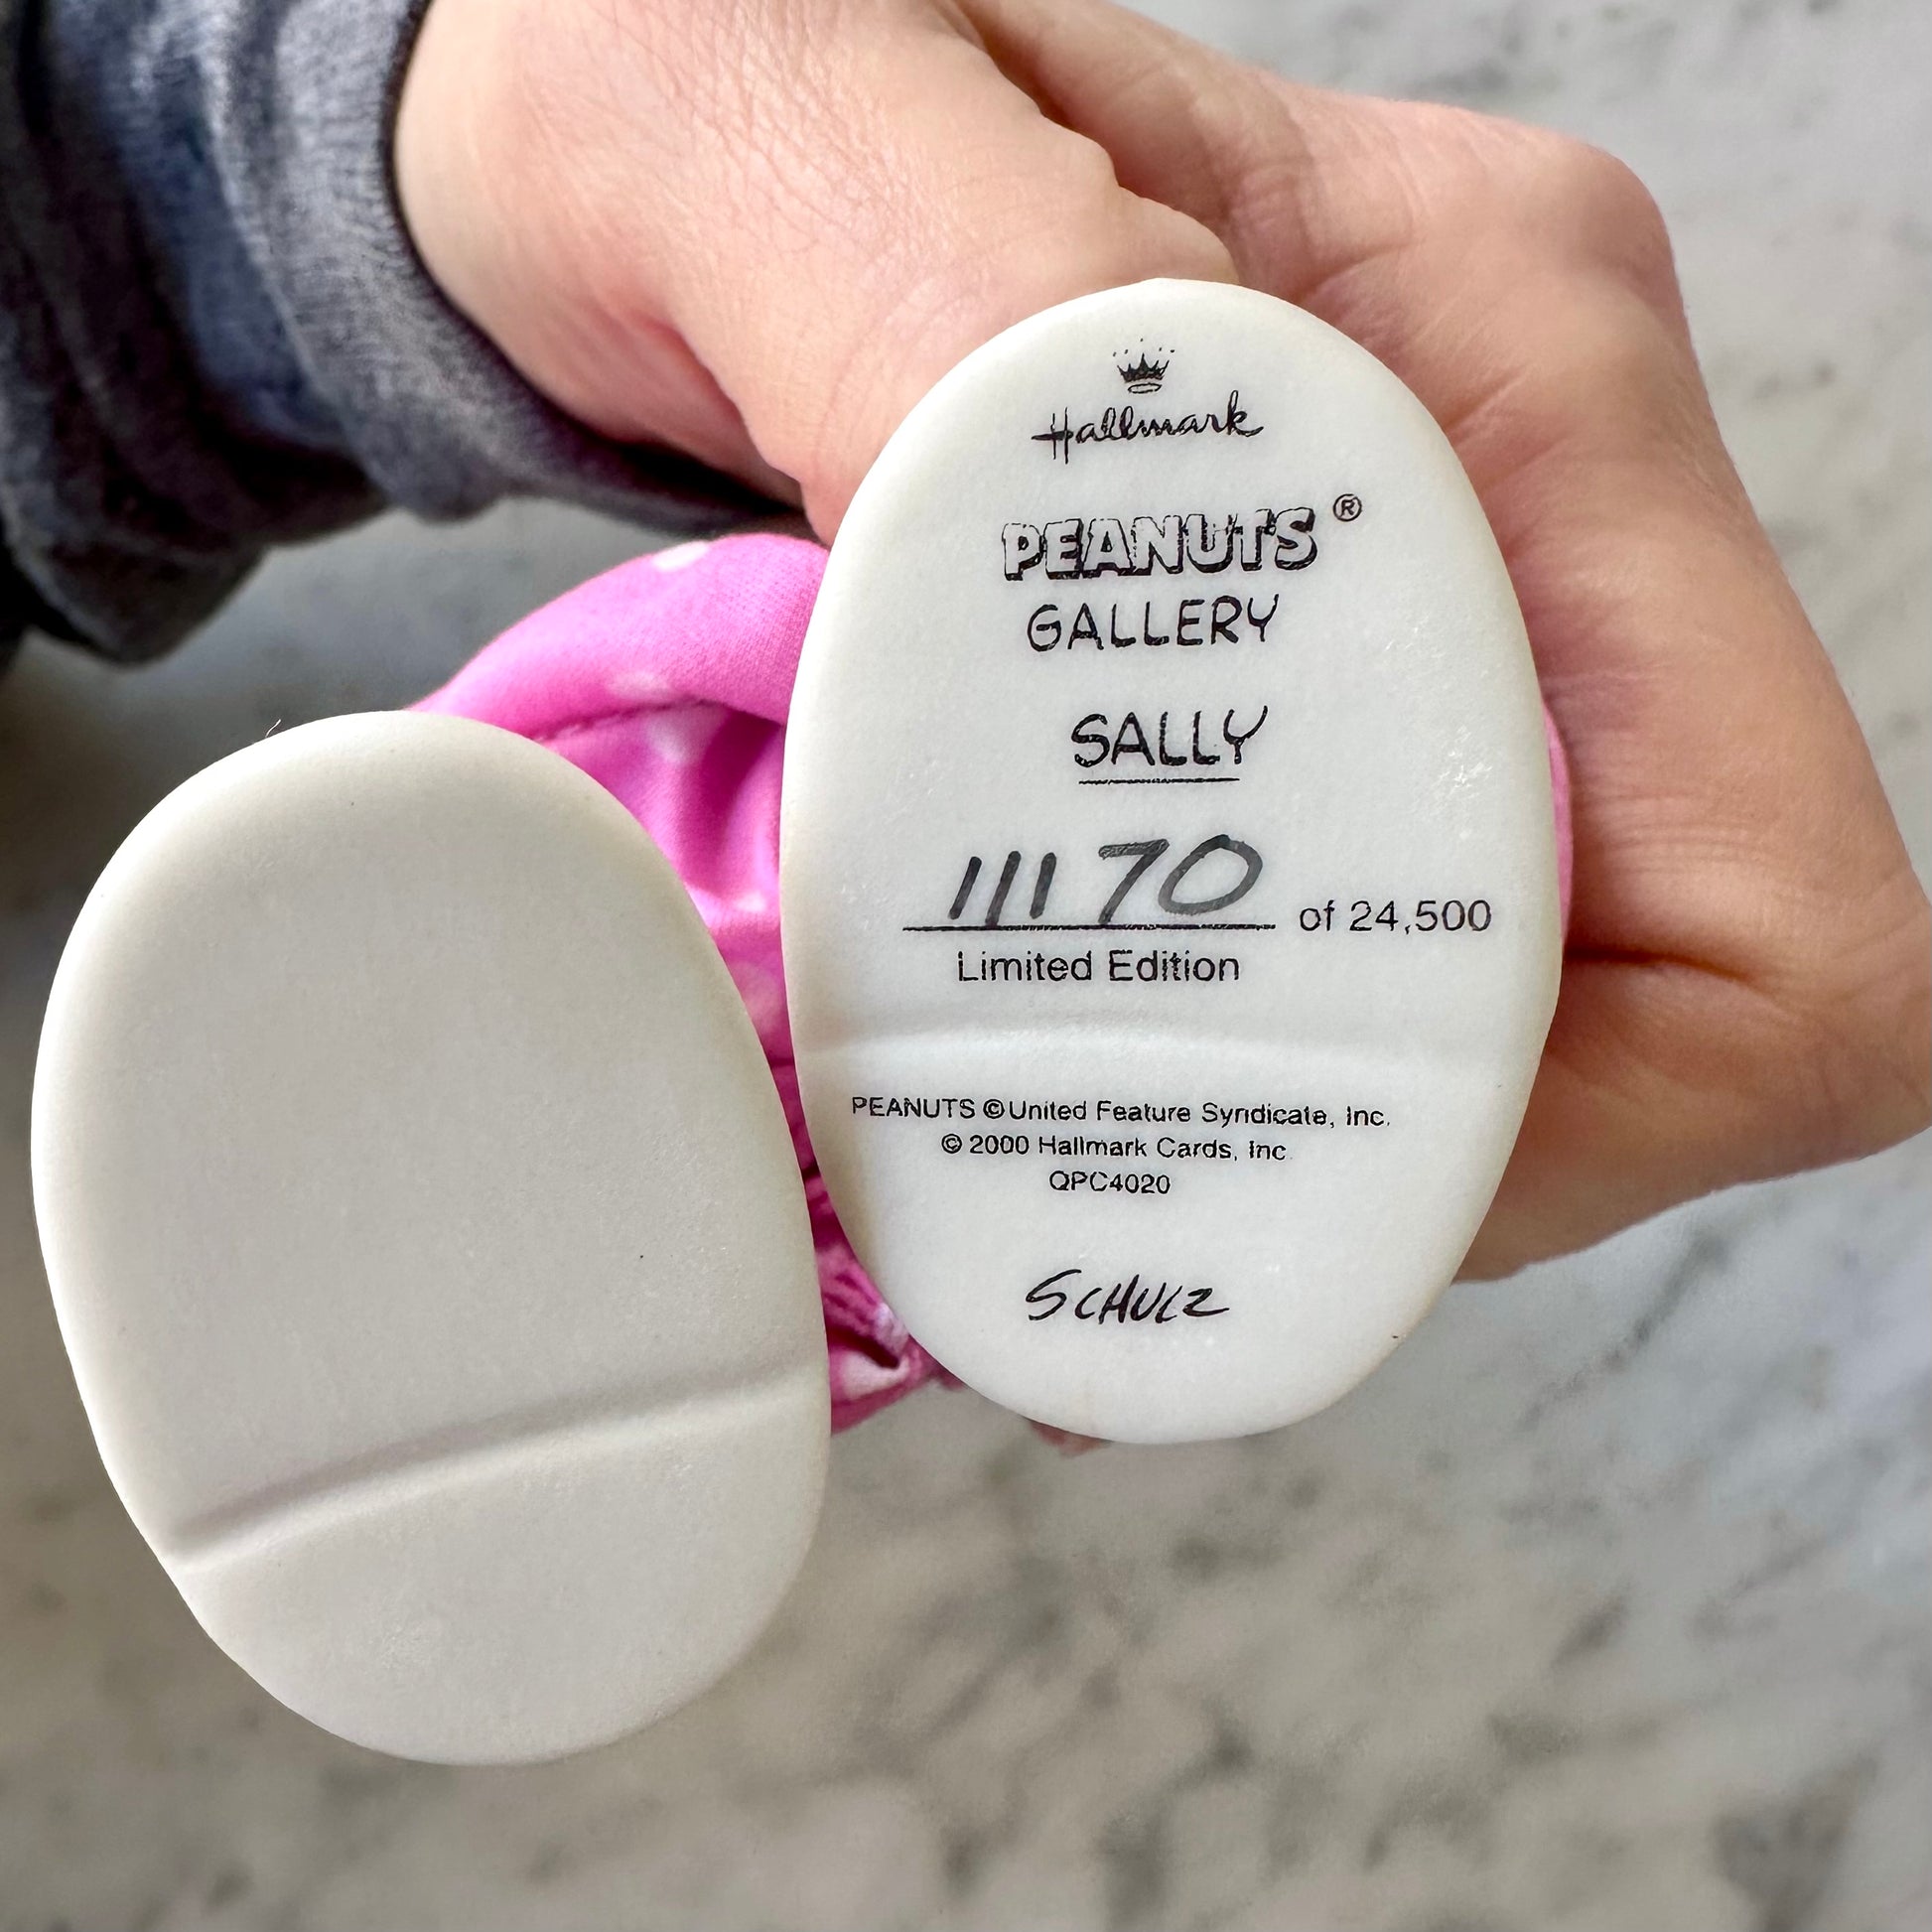 Hallmark
PEANUTS®
GALLERY
SALLY
11170 of 24,500
Limited Edition
PEANUTS © United Feature Syndicate, Inc.
© 2000 Hallmark Cards, Inc.
QPC4020
SCHULZ